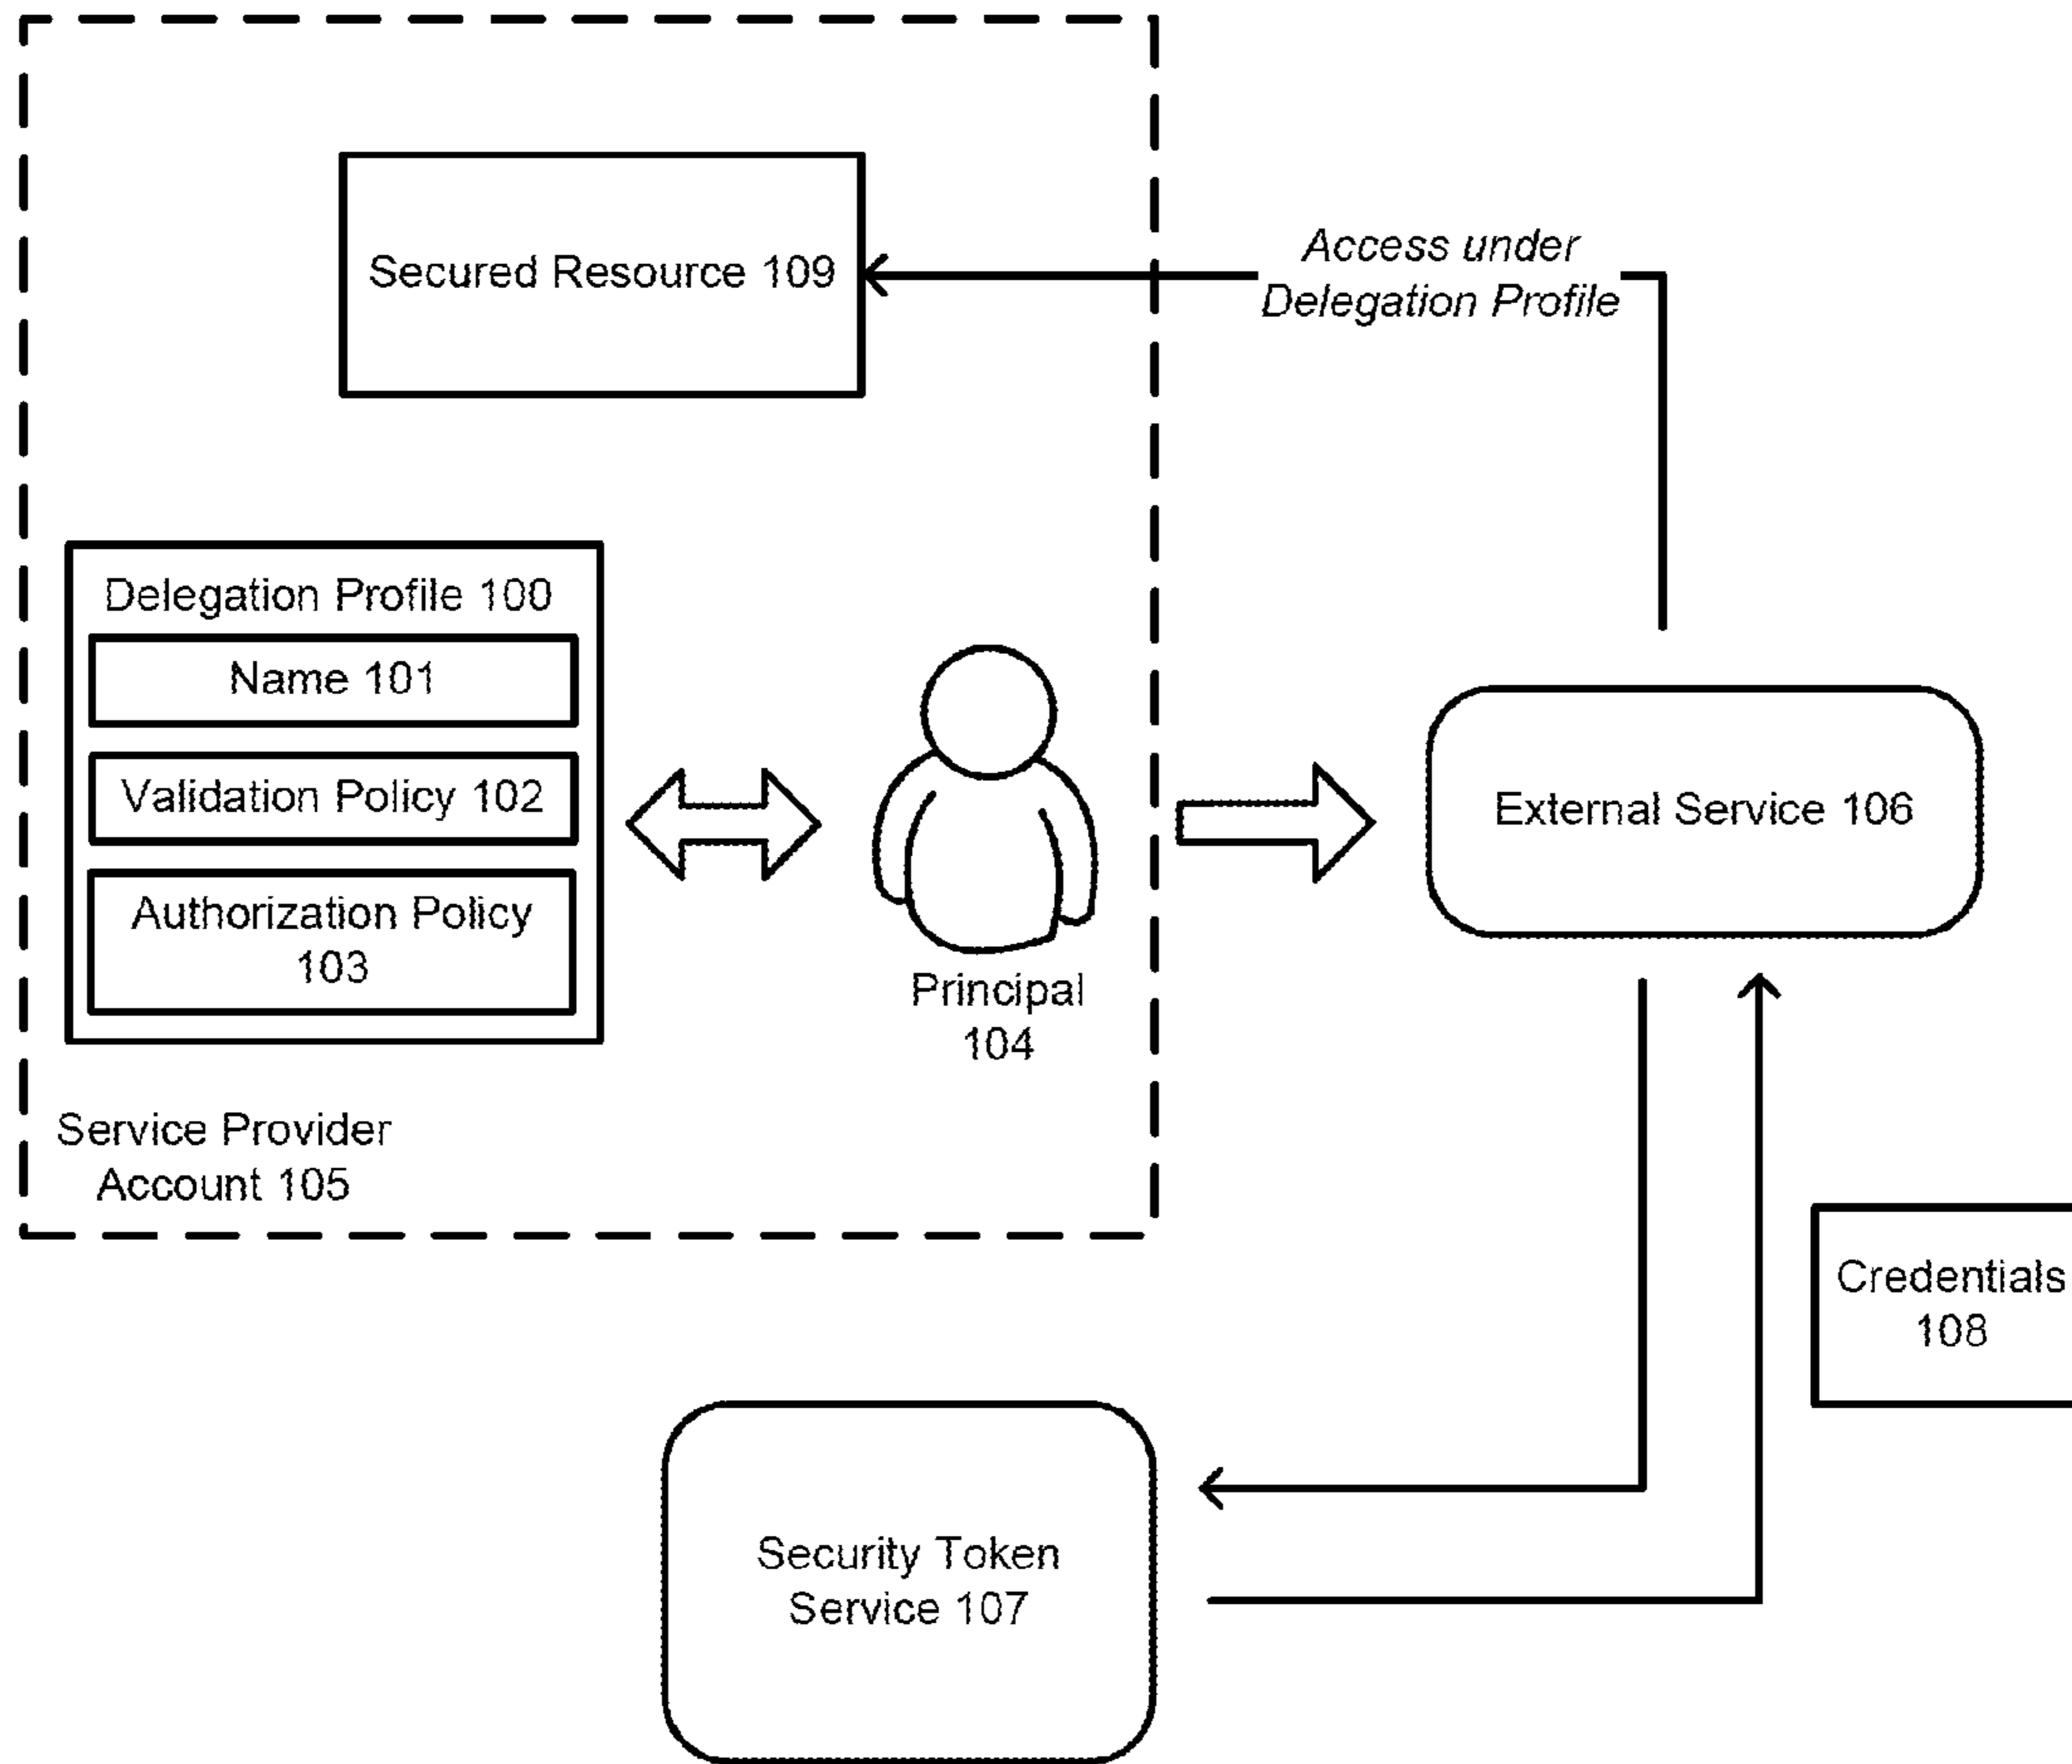 Secured Resource 109
Access under
Delegation Profile
Delegation Profile 100
Name 101
Validation Policy 102
Authorization Policy
103
Principal
104
External Service 106
Service Provider
Account 105
Credentials
108
Security Token
Service 107